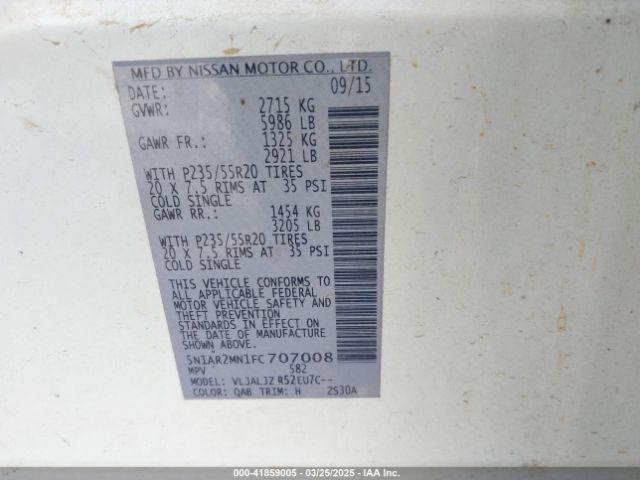 MFD BY NISSAN MOTOR CO., LTD.
DATE: 09/15
GVWR: 2715 KG
5986 LB
GAWR FR.: 1325 KG
2921 LB
WITH P235/55R20 TIRES
20 X 7.5 RIMS AT 35 PSI
COLD SINGLE
GAWR RR.: 1454 KG
3205 LB
WITH P235/55R20 TIRES
20 X 7.5 RIMS AT 35 PSI
COLD SINGLE
THIS VEHICLE CONFORMS TO
ALL APPLICABLE FEDERAL
MOTOR VEHICLE SAFETY AND
THEFT PREVENTION
STANDARDS IN EFFECT ON
THE DATE OF MANUFACTURE
SHOWN ABOVE.
5N1AR2MN1FC707008
MPV 582
MODEL: VLJALJZ R52EU7C--
COLOR: QAB TRIM: H ZS30A
000-41859005 - 03/25/2025 - IAA Inc.